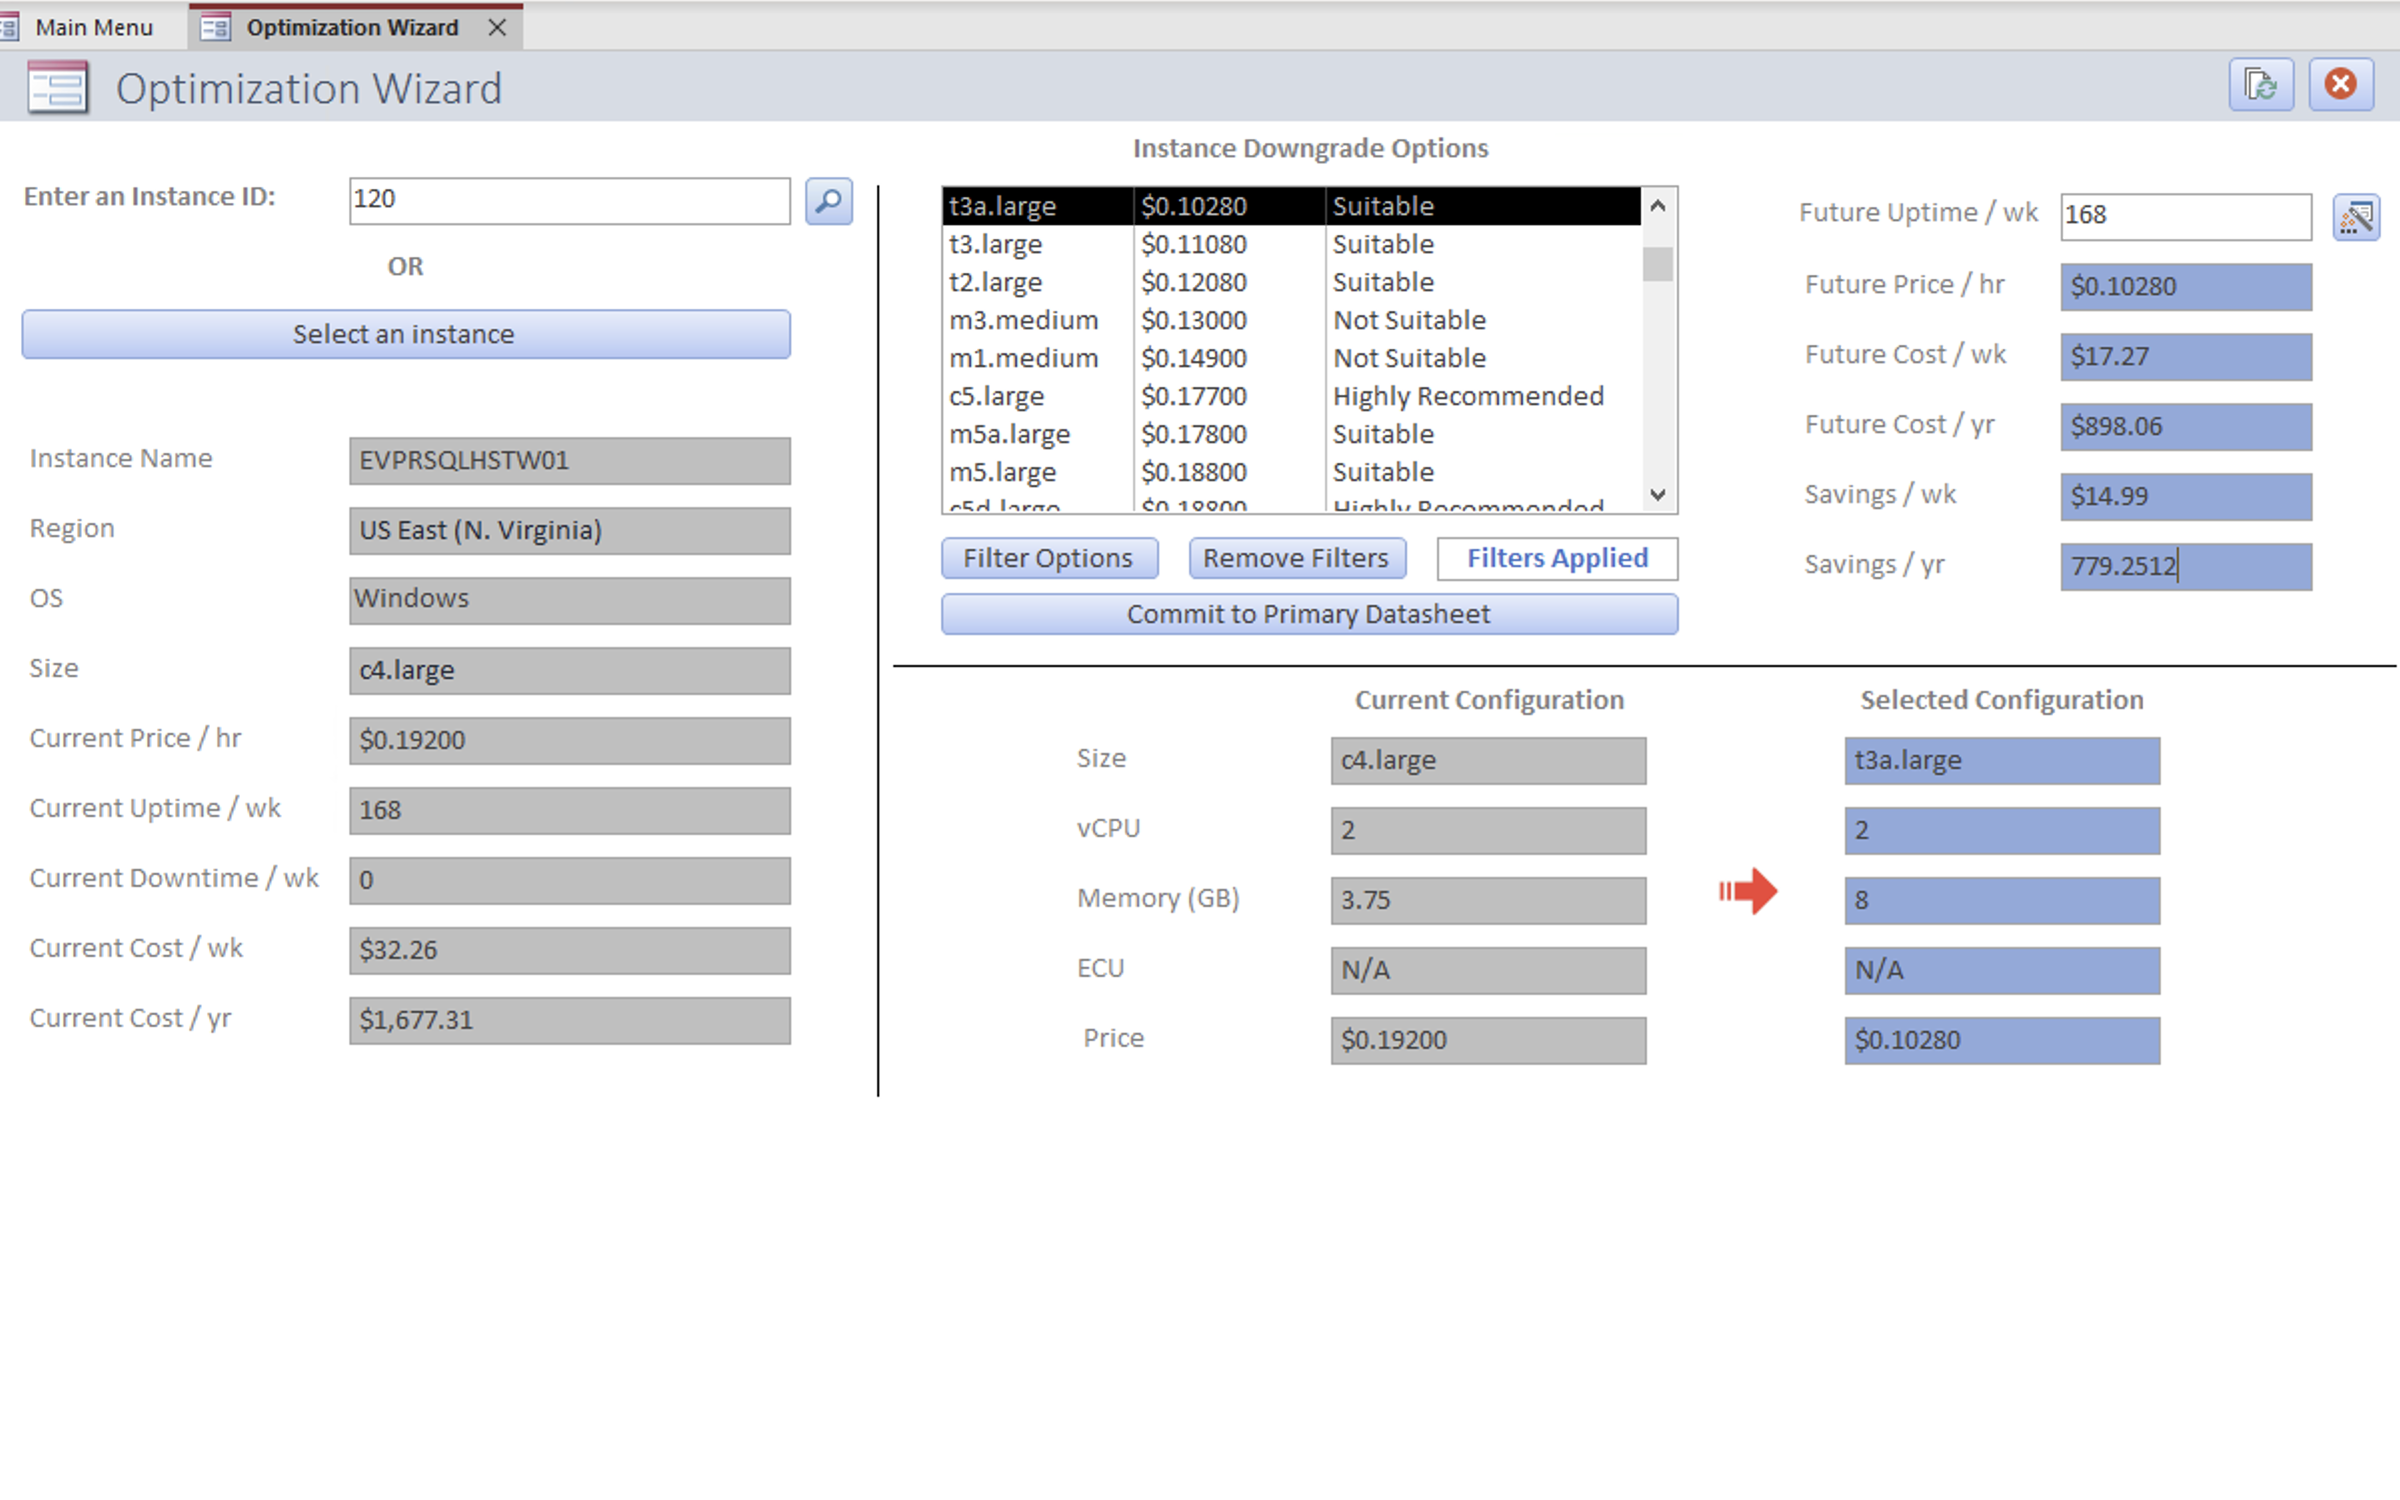 Main Menu
Optimization Wizard
Optimization Wizard
Enter an Instance ID:
120
OR
Select an instance
Instance Name
EVPRSQLHSTW01
Region
US East (N. Virginia)
OS
Windows
Size
c4.large
Current Price / hr
$0.19200
Current Uptime / wk
168
Current Downtime / wk
0
Current Cost / wk
$32.26
Current Cost / yr
$1,677.31
Instance Downgrade Options
t3a.large $0.10280 Suitable
t3.large $0.11080 Suitable
t2.large $0.12080 Suitable
m3.medium $0.13000 Not Suitable
m1.medium $0.14900 Not Suitable
c5.large $0.17700 Highly Recommended
m5a.large $0.17800 Suitable
m5.large $0.18800 Suitable
c5d.large $0.18800 Highly Recommended
Filter Options
Remove Filters
Filters Applied
Commit to Primary Datasheet
Future Uptime / wk
168
Future Price / hr
$0.10280
Future Cost / wk
$17.27
Future Cost / yr
$898.06
Savings / wk
$14.99
Savings / yr
779.2512
Current Configuration
Selected Configuration
Size
c4.large
t3a.large
vCPU
2
2
Memory (GB)
3.75
8
ECU
N/A
N/A
Price
$0.19200
$0.10280